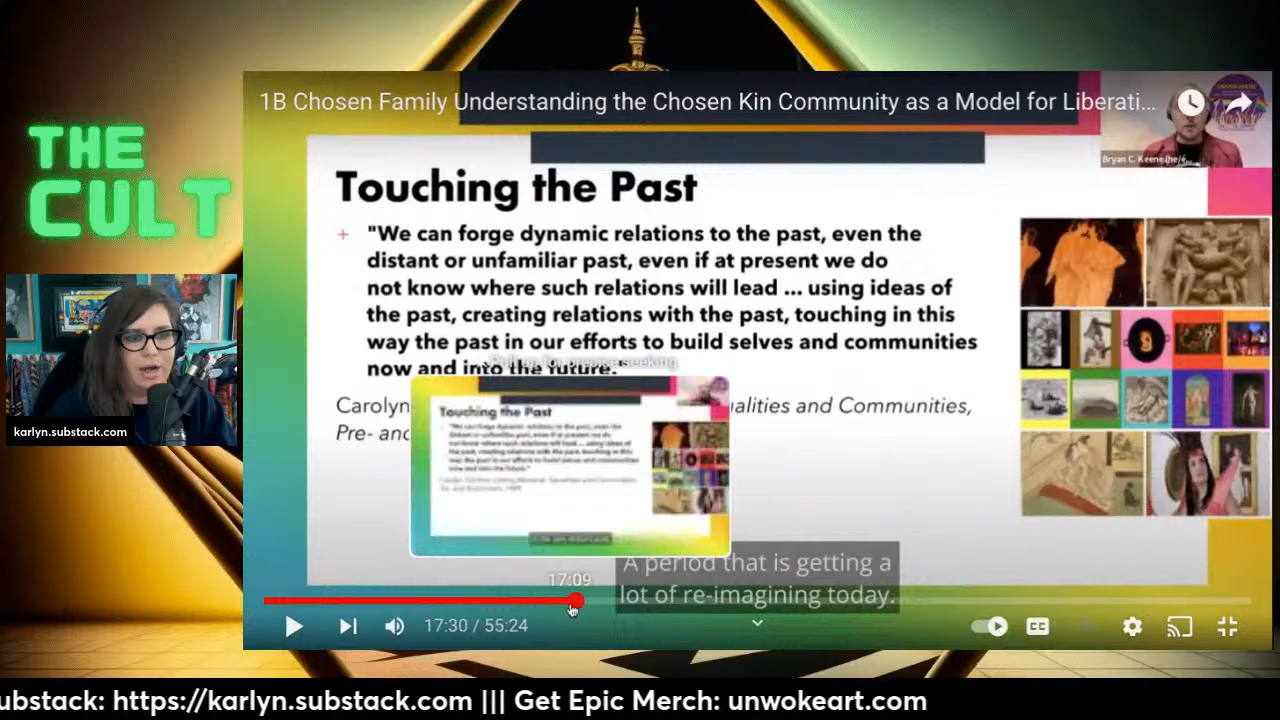 THE
CULT
karlyn.substack.com
1B Chosen Family Understanding the Chosen Kin Community as a Model for Liberati...
Bryan C. Keene(he/é...
Touching the Past
+ "We can forge dynamic relations to the past, even the
distant or unfamiliar past, even if at present we do
not know where such relations will lead ... using ideas of
the past, creating relations with the past, touching in this
way the past in our efforts to build selves and communities
now and into the future.
seeking
Carolyn alities and Communities,
Pre- and
Touching the Past
17:09
A period that is getting a
lot of re-imagining today.
17:30 / 55:24
CC
ubstack: https://karlyn.substack.com ||| Get Epic Merch: unwokeart.com